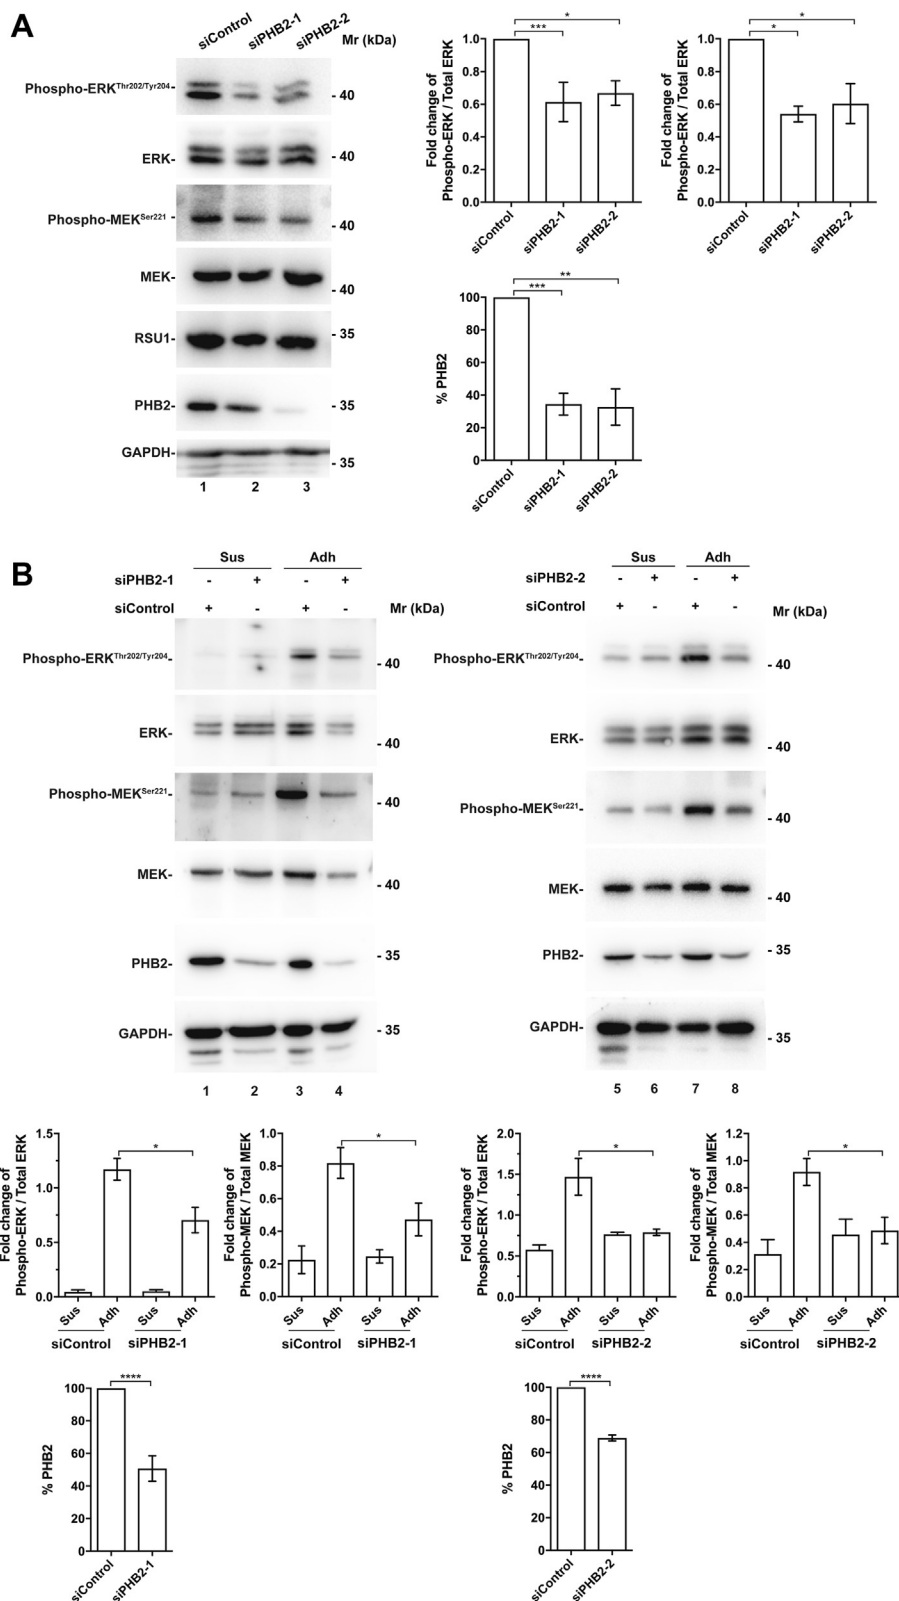 A
siControl siPHB2-1 siPHB2-2 Mr (kDa)
Phospho-ERKThr202/Tyr204- - 40
ERK- - 40
Phospho-MEKSer221- - 40
MEK- - 40
RSU1- - 35
PHB2- - 35
GAPDH- - 35
1 2 3
* ***
Fold change of
Phospho-ERK / Total ERK
1.0
0.8
0.6
0.4
0.2
0.0
siControl siPHB2-1 siPHB2-2
* *
Fold change of
Phospho-ERK / Total ERK
1.0
0.8
0.6
0.4
0.2
0.0
siControl siPHB2-1 siPHB2-2
** ***
% PHB2
100
80
60
40
20
0
siControl siPHB2-1 siPHB2-2
B
Sus Adh
siPHB2-1 - + - +
siControl + - + - Mr (kDa)
Phospho-ERKThr202/Tyr204- - 40
ERK- - 40
Phospho-MEKSer221- - 40
MEK- - 40
PHB2- - 35
GAPDH- - 35
1 2 3 4
Sus Adh
siPHB2-2 - + - +
siControl + - + - Mr (kDa)
Phospho-ERKThr202/Tyr204- - 40
ERK- - 40
Phospho-MEKSer221- - 40
MEK- - 40
PHB2- - 35
GAPDH- - 35
5 6 7 8
*
Fold change of
Phospho-ERK / Total ERK
1.5
1.0
0.5
0.0
Sus Adh Sus Adh
siControl siPHB2-1
*
Fold change of
Phospho-MEK / Total MEK
1.0
0.8
0.6
0.4
0.2
0.0
Sus Adh Sus Adh
siControl siPHB2-1
*
Fold change of
Phospho-ERK / Total ERK
2.0
1.5
1.0
0.5
0.0
Sus Adh Sus Adh
siControl siPHB2-2
*
Fold change of
Phospho-MEK / Total MEK
1.2
1.0
0.8
0.6
0.4
0.2
0.0
Sus Adh Sus Adh
siControl siPHB2-2
****
% PHB2
100
80
60
40
20
0
siControl siPHB2-1
****
% PHB2
100
80
60
40
20
0
siControl siPHB2-2